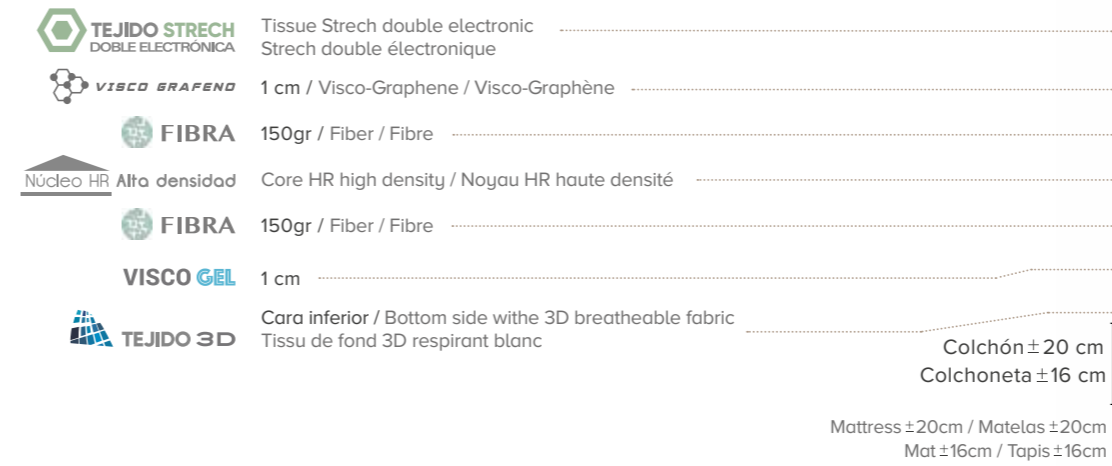 TEJIDO STRECH
DOBLE ELECTRÓNICA
Tissue Strech double electronic
Strech double électronique
VISCO GRAFENO 1 cm / Visco-Graphene / Visco-Graphène
FIBRA 150gr / Fiber / Fibre
Núcleo HR Alta densidad Core HR high density / Noyau HR haute densité
FIBRA 150gr / Fiber / Fibre
VISCO GEL 1 cm
TEJIDO 3D
Cara inferior / Bottom side withe 3D breatheable fabric
Tissu de fond 3D respirant blanc
Colchón ± 20 cm
Colchoneta ± 16 cm
Mattress ±20cm / Matelas ±20cm
Mat ±16cm / Tapis ±16cm